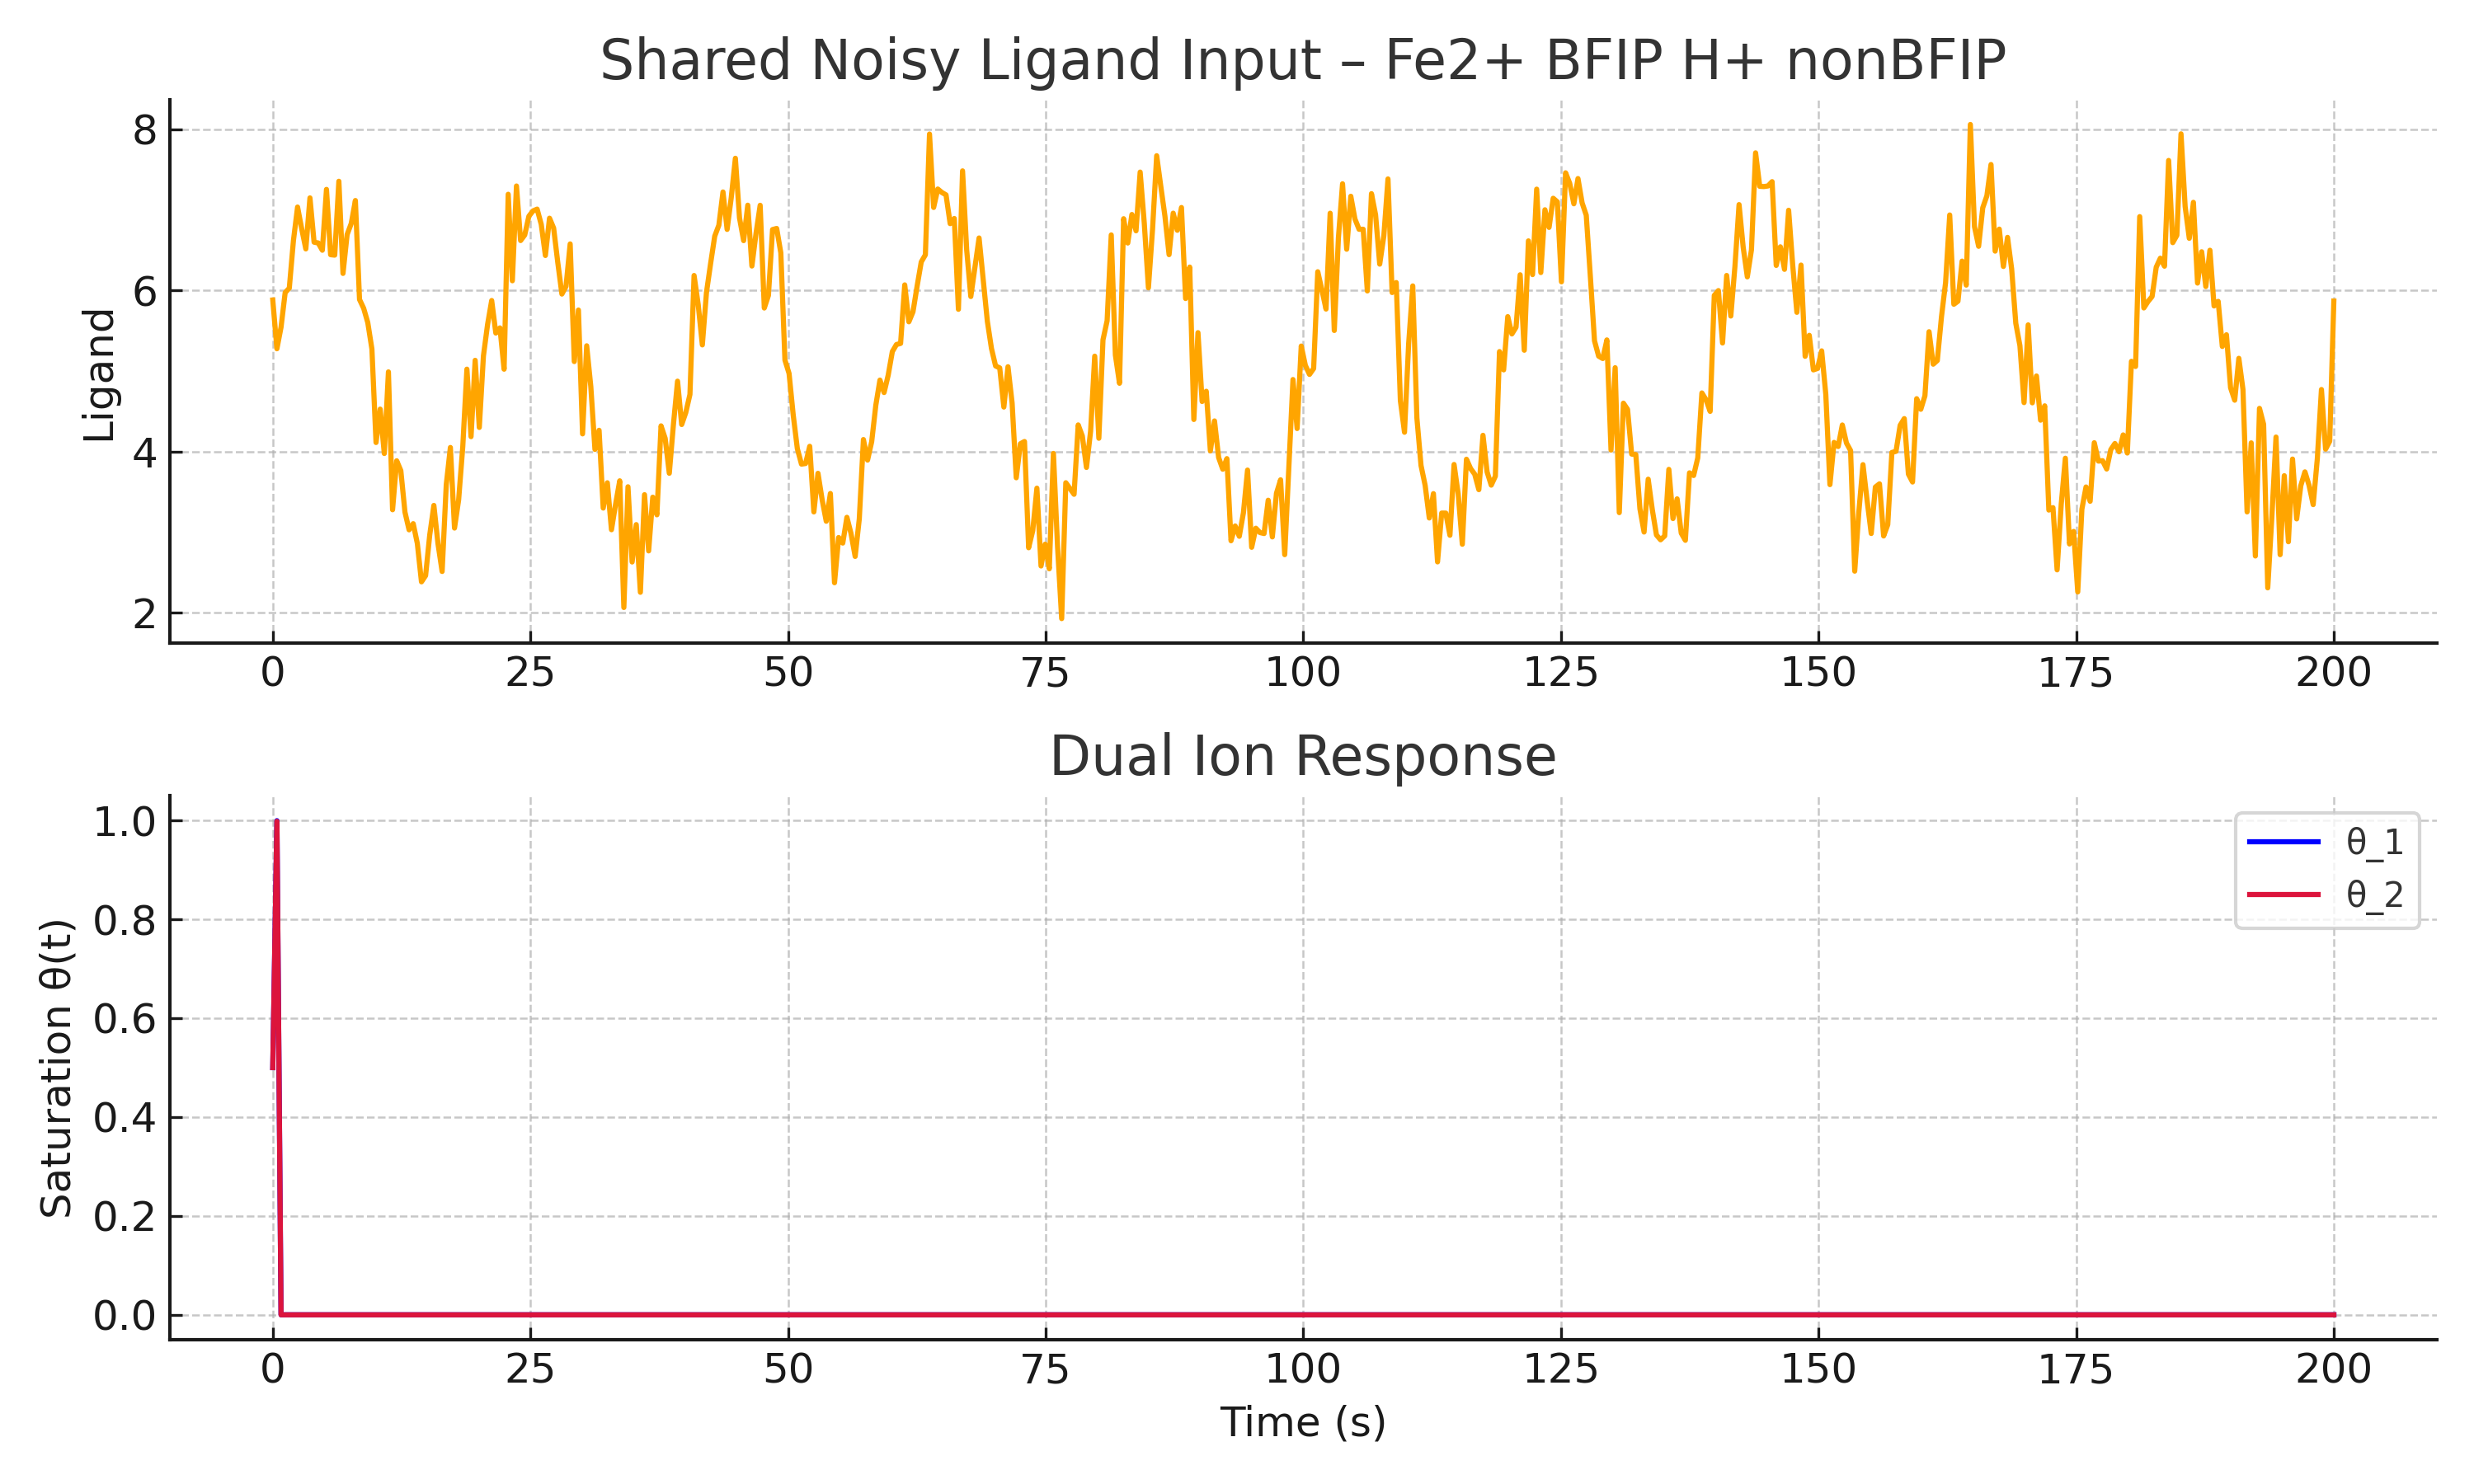 Shared Noisy Ligand Input – Fe2+ BFIP H+ nonBFIP
Ligand
8
6
4
2
0 25 50 75 100 125 150 175 200
Dual Ion Response
Saturation θ(t)
1.0
0.8
0.6
0.4
0.2
0.0
θ_1
θ_2
0 25 50 75 100 125 150 175 200
Time (s)